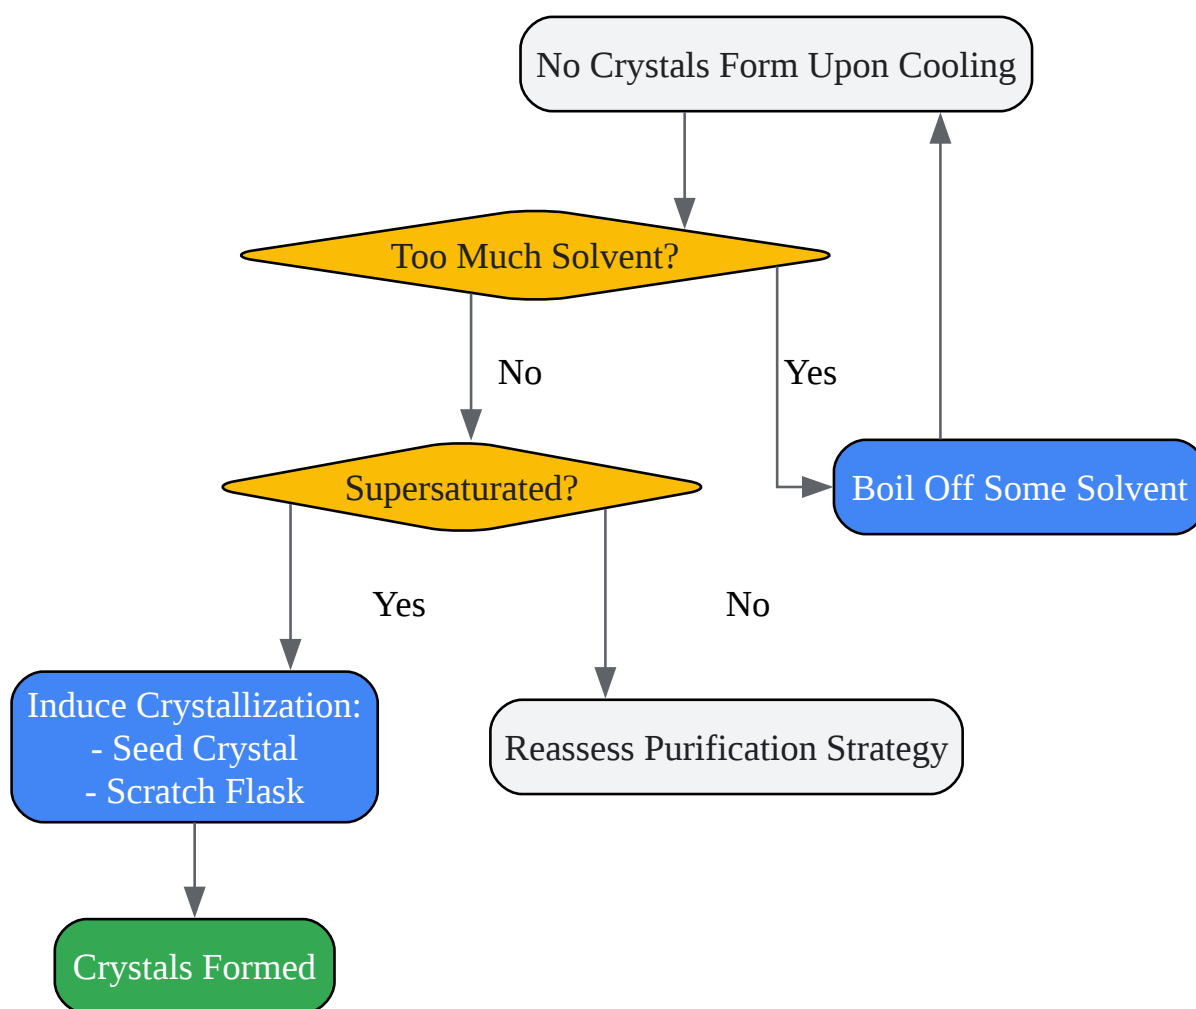 No Crystals Form Upon Cooling
Too Much Solvent?
No
Yes
Supersaturated?
Boil Off Some Solvent
Yes
No
Induce Crystallization:
- Seed Crystal
- Scratch Flask
Reassess Purification Strategy
Crystals Formed